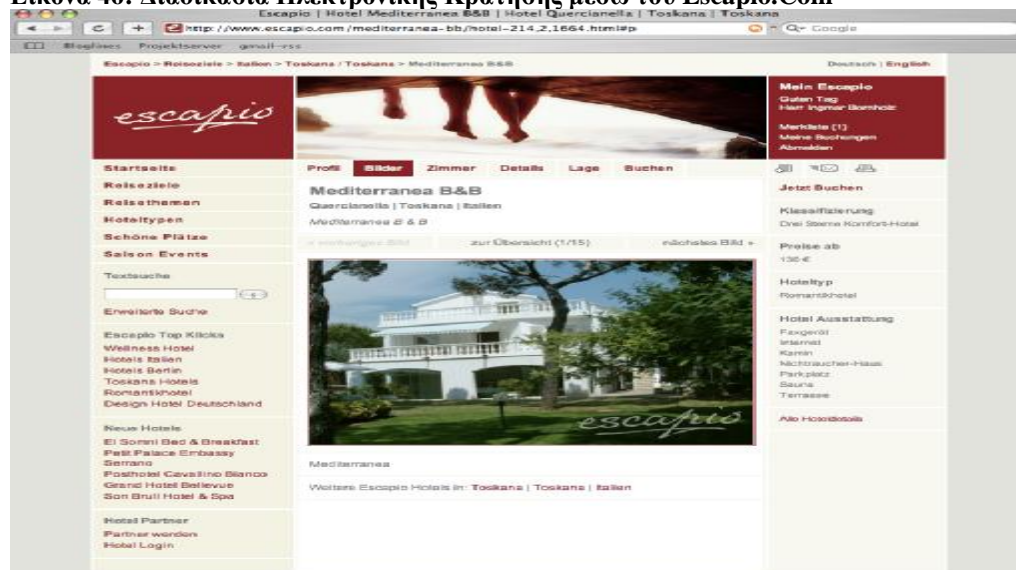 Εικόνα 46: Διαδικασία Ηλεκτρονικής Κράτησης μέσω του Escapio.Com
Escapio | Hotel Mediterranea B&B | Hotel Quercianella | Toskana | Toskana
http://www.escapio.com/mediterranea-bb/hotel-214,2,1664.html#p
Google
Bloglines Projektserver gmail-rss
Escapio > Reiseziele > Italien > Toskana / Toskana > Mediterranea B&B
Deutsch | English
escapio
Mein Escapio
Guten Tag
Herr Ingmar Bornholz
Merkliste (1)
Meine Buchungen
Abmelden
Startseite
Reiseziele
Reisethemen
Hoteltypen
Schöne Plätze
Saison Events
Textsuche
Erweiterte Suche
Escapio Top Klicks
Wellness Hotel
Hotels Italien
Hotels Berlin
Toskana Hotels
Romantikhotel
Design Hotel Deutschland
Neue Hotels
El Somni Bed & Breakfast
Petit Palace Embassy
Serrano
Posthotel Cavallino Bianco
Grand Hotel Bellevue
Son Brull Hotel & Spa
Hotel Partner
Partner werden
Hotel Login
Profil Bilder Zimmer Details Lage Buchen
Mediterranea B&B
Quercianella | Toskana | Italien
Mediterranea B & B
« vorheriges Bild zur Übersicht (1/15) nächstes Bild »
escapio
Mediterranea
Weitere Escapio Hotels in: Toskana | Toskana | Italien
Jetzt Buchen
Klassifizierung
Drei Sterne Komfort-Hotel
Preise ab
136 €
Hoteltyp
Romantikhotel
Hotel Ausstattung
Faxgerät
Internet
Kamin
Nichtraucher-Haus
Parkplatz
Sauna
Terrasse
Alle Hoteldetails